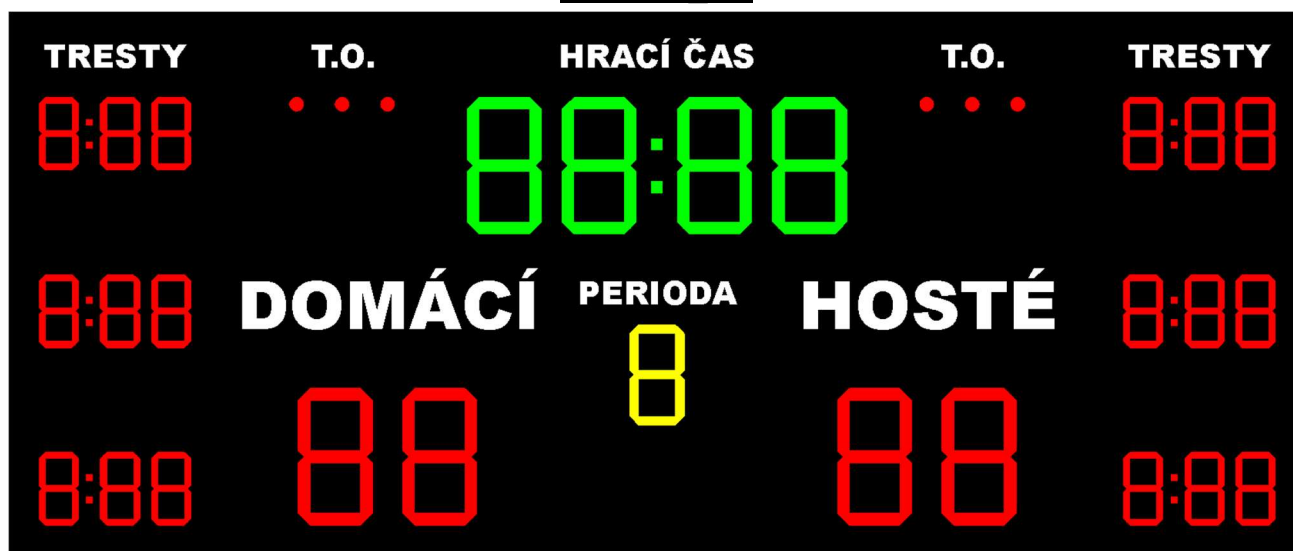 TRESTY T.O. HRACÍ ČAS T.O. TRESTY
8:88 • • • 88:88 • • • 8:88
DOMÁCÍ PERIODA HOSTÉ
8:88 8 8:88
88 88
8:88 8:88